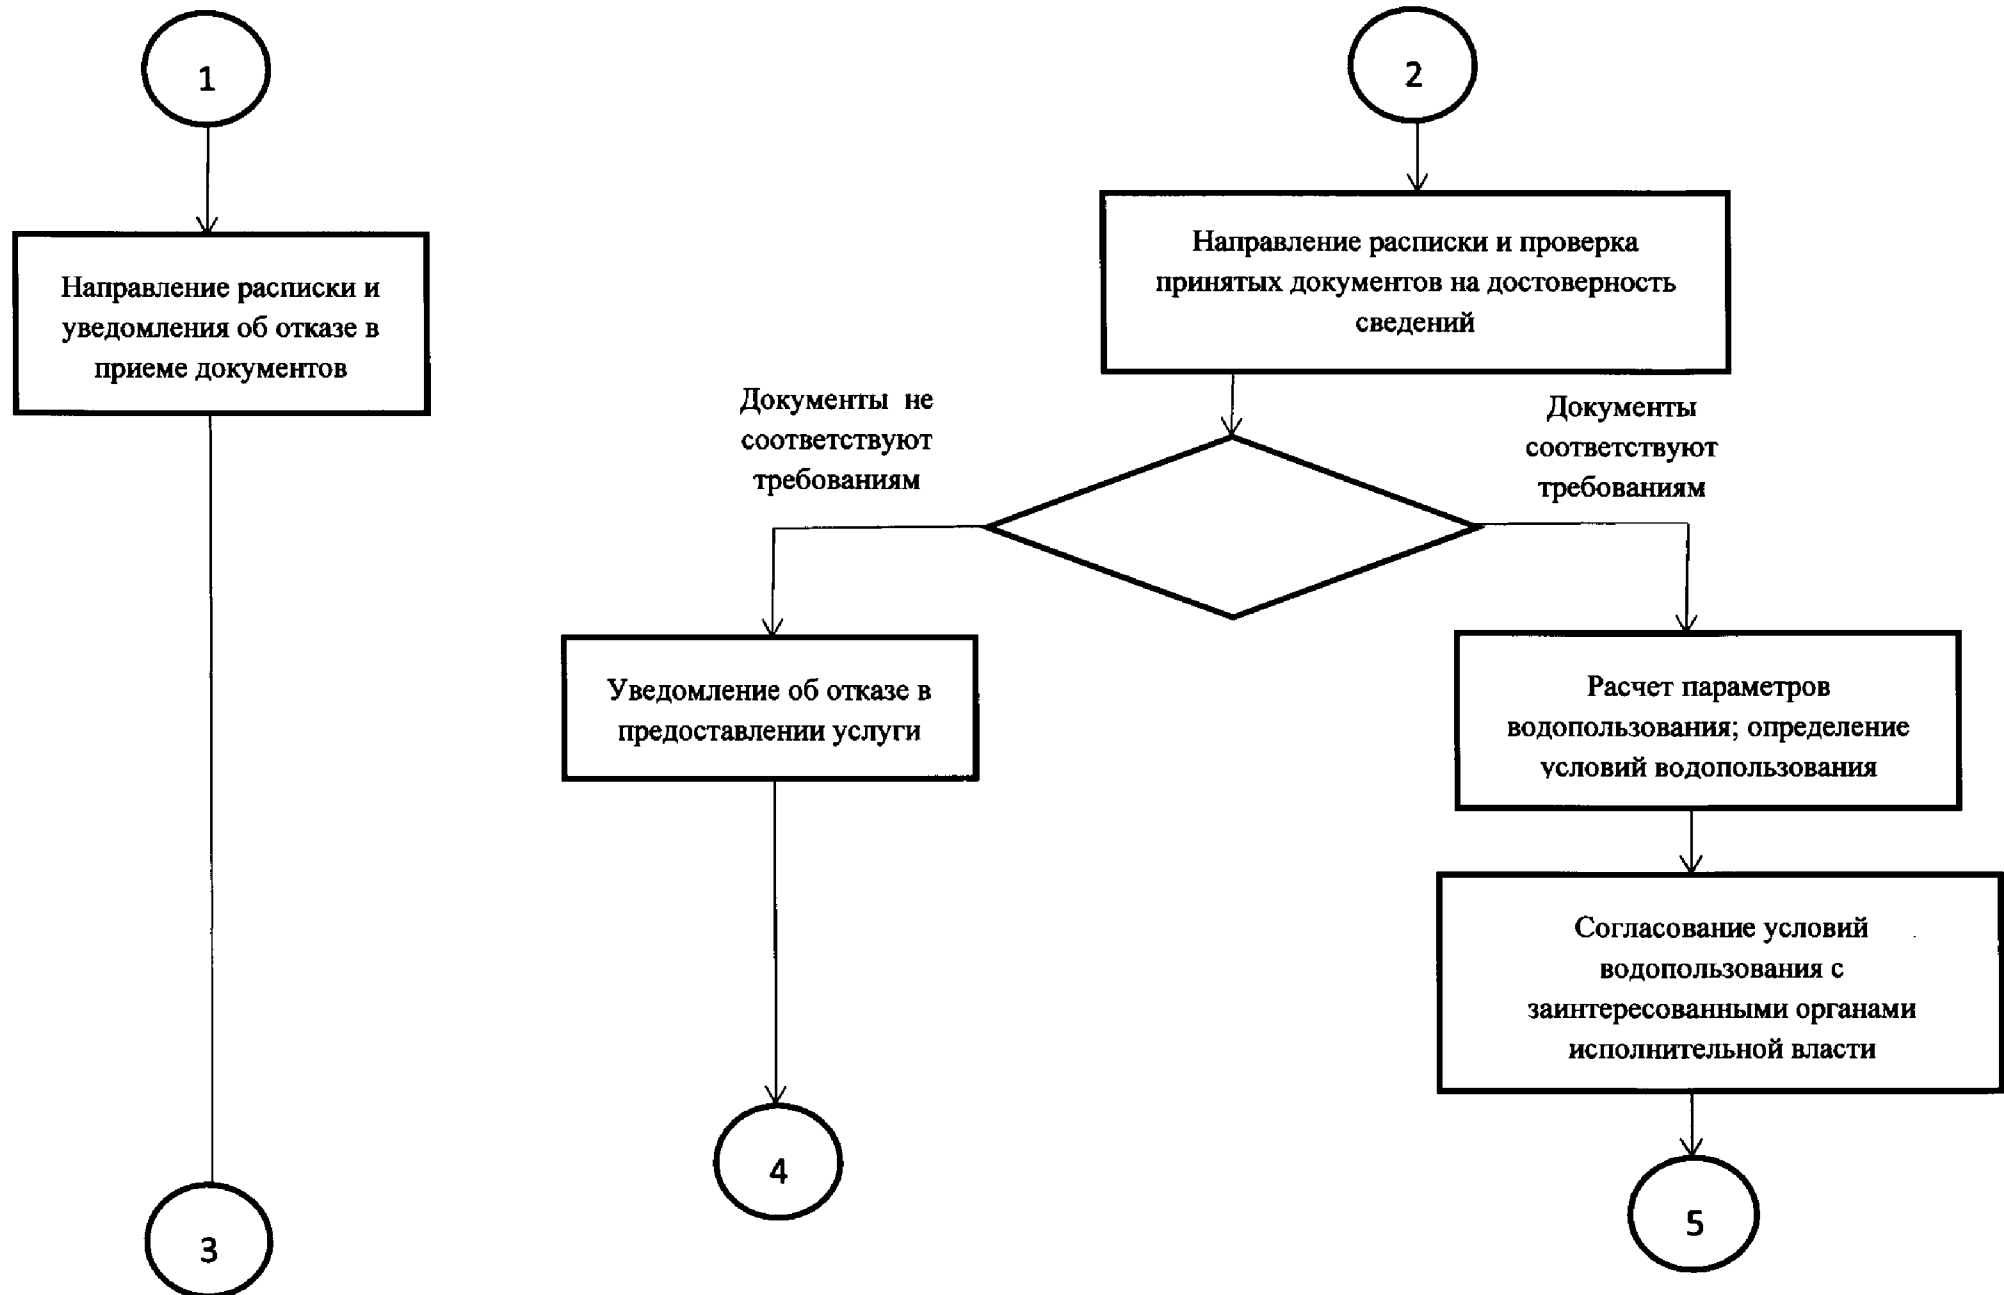 1
2
Направление расписки и
уведомления об отказе в
приеме документов
Направление расписки и проверка
принятых документов на достоверность
сведений
Документы не
соответствуют
требованиям
Документы
соответствуют
требованиям
Уведомление об отказе в
предоставлении услуги
Расчет параметров
водопользования; определение
условий водопользования
Согласование условий
водопользования с
заинтересованными органами
исполнительной власти
4
5
3